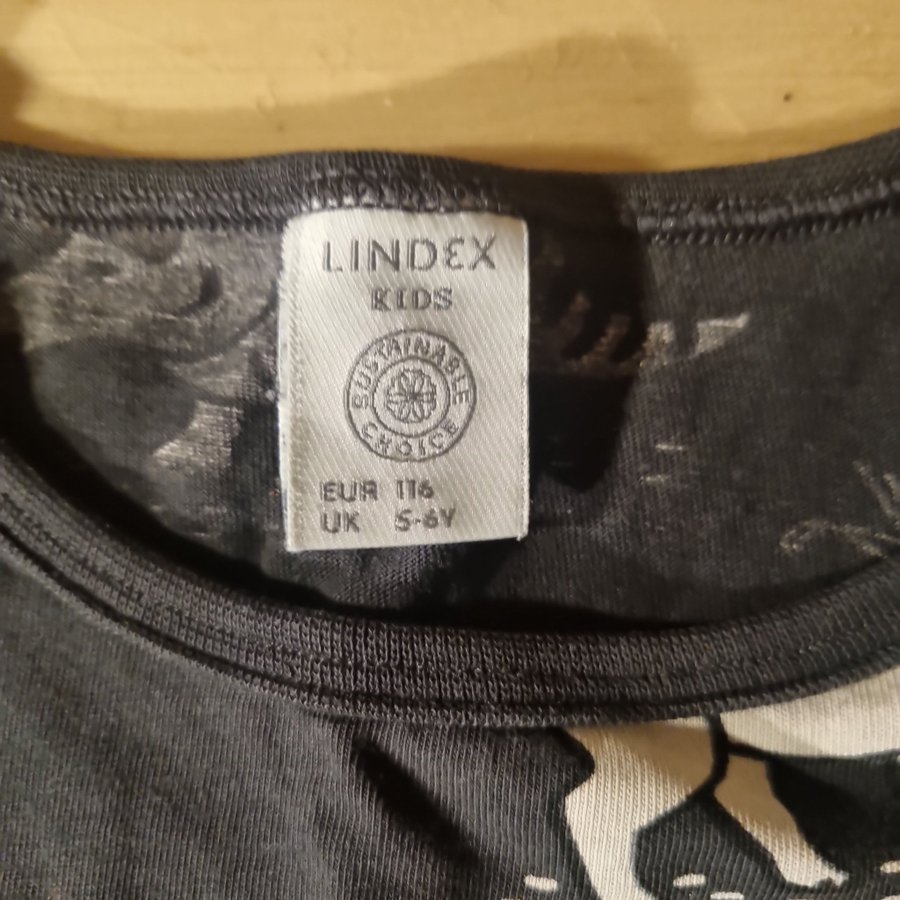 LINDEX
KIDS
SUSTAINABLE
CHOICE
EUR 116
UK 5-6Y